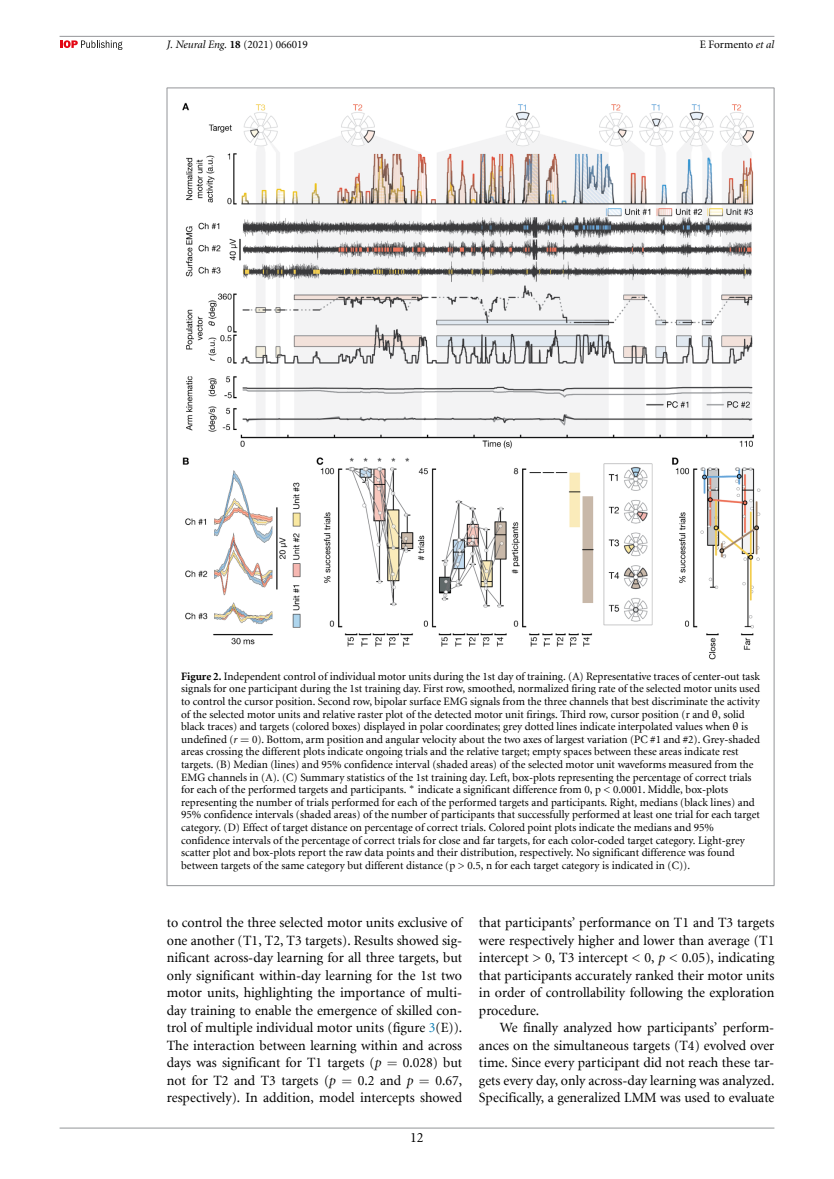 IOP Publishing
J. Neural Eng. 18 (2021) 066019
E Formento et al
A
T3
T2
T1
T2
T1
T1
T2
Target
Normalized
motor unit
activity (a.u.)
1
0
Unit #1
Unit #2
Unit #3
Surface EMG
Ch #1
Ch #2
Ch #3
40 µV
Population
vector
θ (deg)
360
0
r (a.u.)
0.5
0
Arm kinematic
(deg)
5
-5
(deg/s)
5
-5
PC #1
PC #2
0
Time (s)
110
B
Ch #1
Ch #2
Ch #3
20 µV
30 ms
Unit #1
Unit #2
Unit #3
C
* * * * *
% successful trials
100
0
T5
T1
T2
T3
T4
# trials
45
0
T5
T1
T2
T3
T4
# participants
8
0
T5
T1
T2
T3
T4
T1
T2
T3
T4
T5
D
% successful trials
100
0
Close
Far
Figure 2. Independent control of individual motor units during the 1st day of training. (A) Representative traces of center-out task
signals for one participant during the 1st training day. First row, smoothed, normalized firing rate of the selected motor units used
to control the cursor position. Second row, bipolar surface EMG signals from the three channels that best discriminate the activity
of the selected motor units and relative raster plot of the detected motor unit firings. Third row, cursor position (r and θ, solid
black traces) and targets (colored boxes) displayed in polar coordinates; grey dotted lines indicate interpolated values when θ is
undefined (r = 0). Bottom, arm position and angular velocity about the two axes of largest variation (PC #1 and #2). Grey-shaded
areas crossing the different plots indicate ongoing trials and the relative target; empty spaces between these areas indicate rest
targets. (B) Median (lines) and 95% confidence interval (shaded areas) of the selected motor unit waveforms measured from the
EMG channels in (A). (C) Summary statistics of the 1st training day. Left, box-plots representing the percentage of correct trials
for each of the performed targets and participants. * indicate a significant difference from 0, p < 0.0001. Middle, box-plots
representing the number of trials performed for each of the performed targets and participants. Right, medians (black lines) and
95% confidence intervals (shaded areas) of the number of participants that successfully performed at least one trial for each target
category. (D) Effect of target distance on percentage of correct trials. Colored point plots indicate the medians and 95%
confidence intervals of the percentage of correct trials for close and far targets, for each color-coded target category. Light-grey
scatter plot and box-plots report the raw data points and their distribution, respectively. No significant difference was found
between targets of the same category but different distance (p > 0.5, n for each target category is indicated in (C)).
to control the three selected motor units exclusive of
one another (T1, T2, T3 targets). Results showed sig-
nificant across-day learning for all three targets, but
only significant within-day learning for the 1st two
motor units, highlighting the importance of multi-
day training to enable the emergence of skilled con-
trol of multiple individual motor units (figure 3(E)).
The interaction between learning within and across
days was significant for T1 targets (p = 0.028) but
not for T2 and T3 targets (p = 0.2 and p = 0.67,
respectively). In addition, model intercepts showed
that participants' performance on T1 and T3 targets
were respectively higher and lower than average (T1
intercept > 0, T3 intercept < 0, p < 0.05), indicating
that participants accurately ranked their motor units
in order of controllability following the exploration
procedure.
We finally analyzed how participants' perform-
ances on the simultaneous targets (T4) evolved over
time. Since every participant did not reach these tar-
gets every day, only across-day learning was analyzed.
Specifically, a generalized LMM was used to evaluate
12